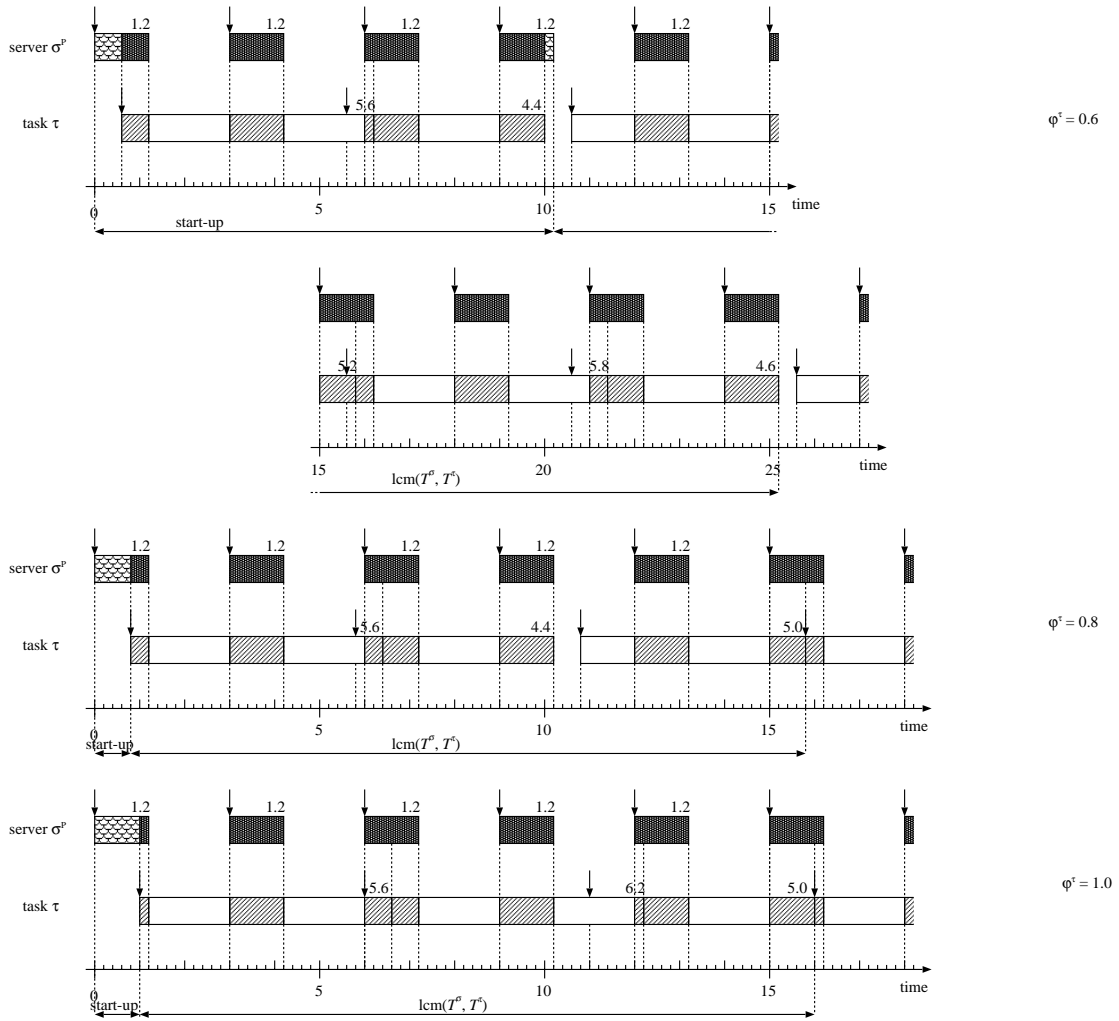 1.2 1.2 1.2 1.2 1.2
server σᴾ
5.6 4.4
task τ
φᵗ = 0.6
0 5 10 15 time
start-up
5.2 5.8 4.6
15 20 25 time
lcm(Tσ, Tτ)
1.2 1.2 1.2 1.2 1.2
server σᴾ
5.6 4.4 5.0
task τ
φᵗ = 0.8
0 5 10 15 time
start-up lcm(Tσ, Tτ)
1.2 1.2 1.2 1.2 1.2
server σᴾ
5.6 6.2 5.0
task τ
φᵗ = 1.0
0 5 10 15 time
start-up lcm(Tσ, Tτ)